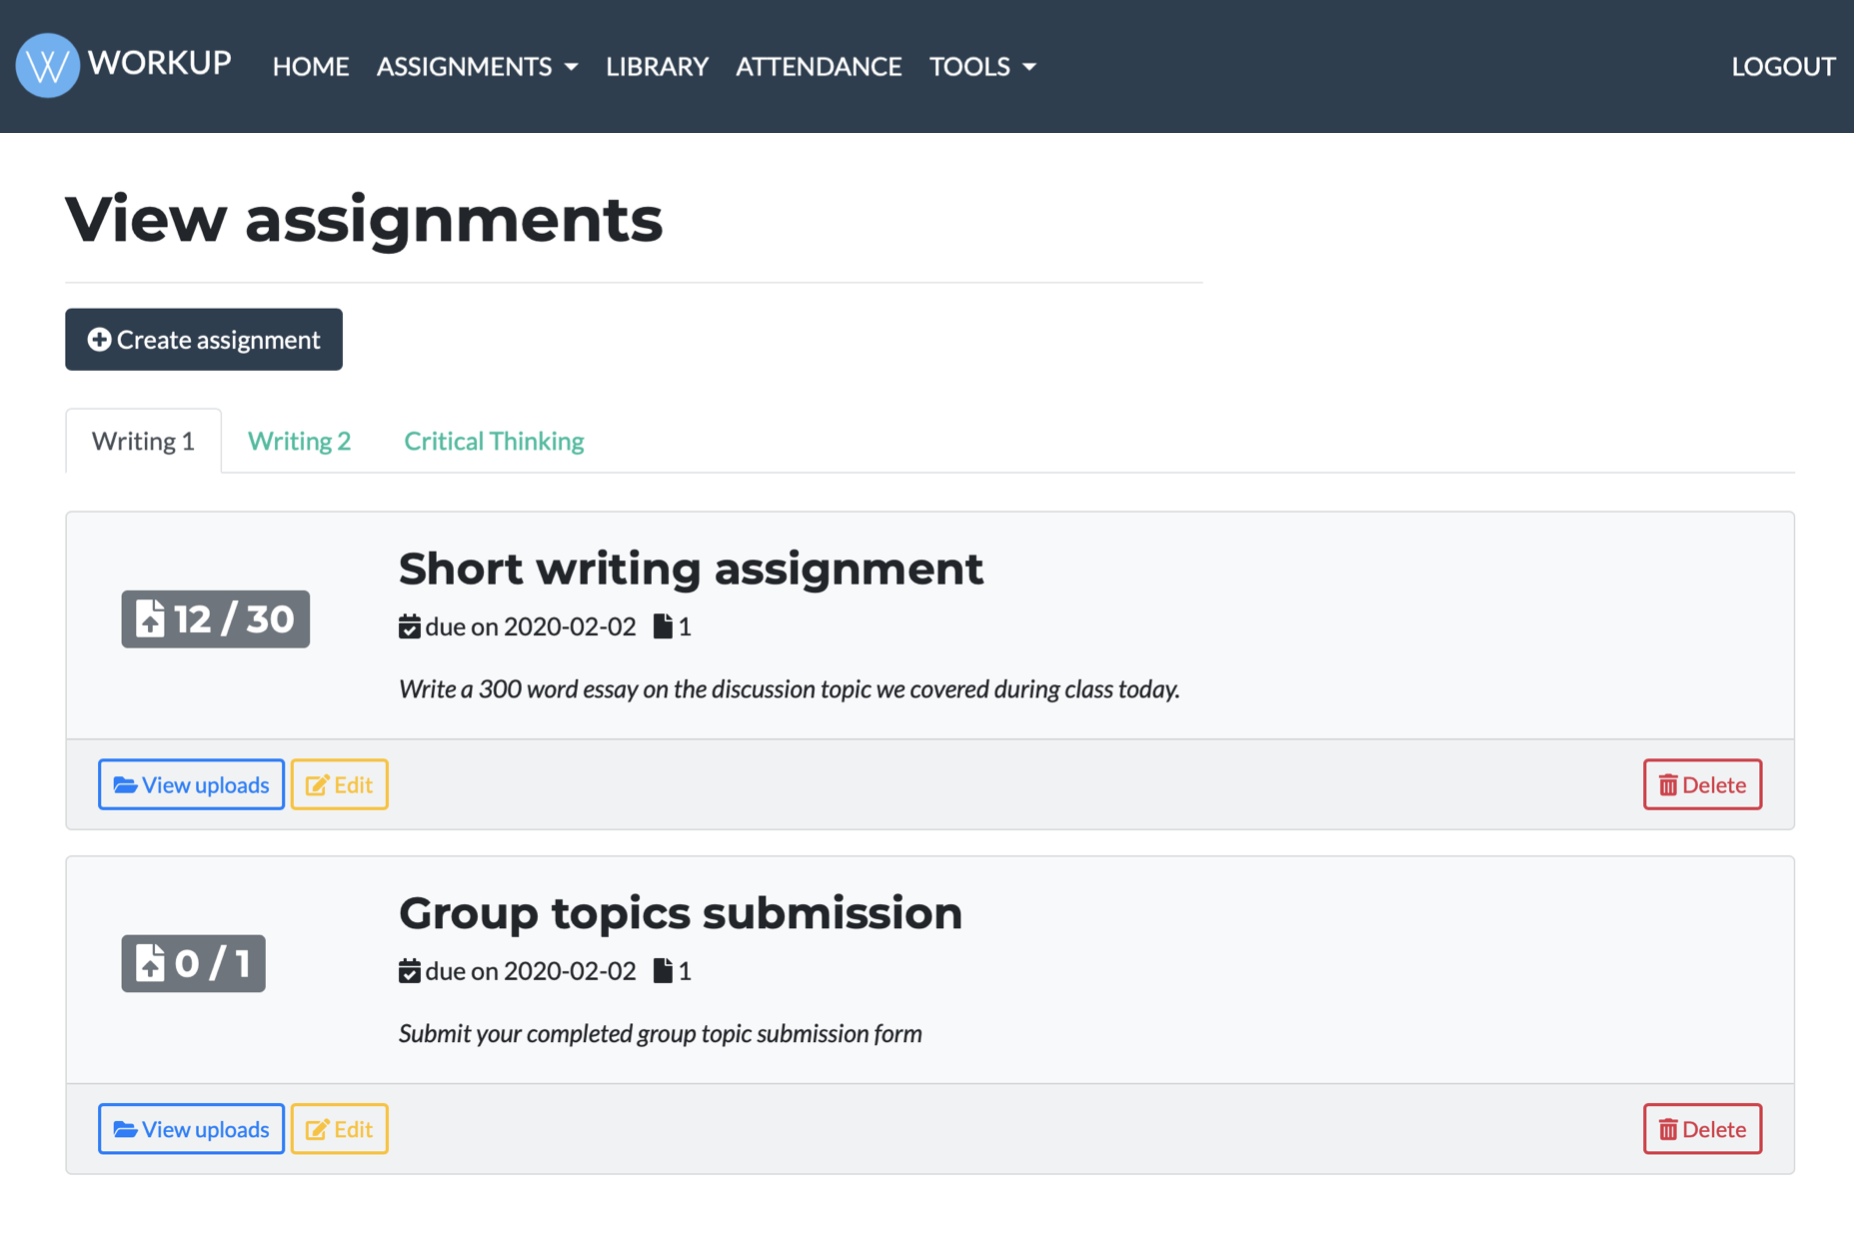 W WORKUP HOME ASSIGNMENTS LIBRARY ATTENDANCE TOOLS LOGOUT
View assignments
Create assignment
Writing 1 Writing 2 Critical Thinking
Short writing assignment
12 / 30
due on 2020-02-02 1
Write a 300 word essay on the discussion topic we covered during class today.
View uploads Edit Delete
Group topics submission
0 / 1
due on 2020-02-02 1
Submit your completed group topic submission form
View uploads Edit Delete